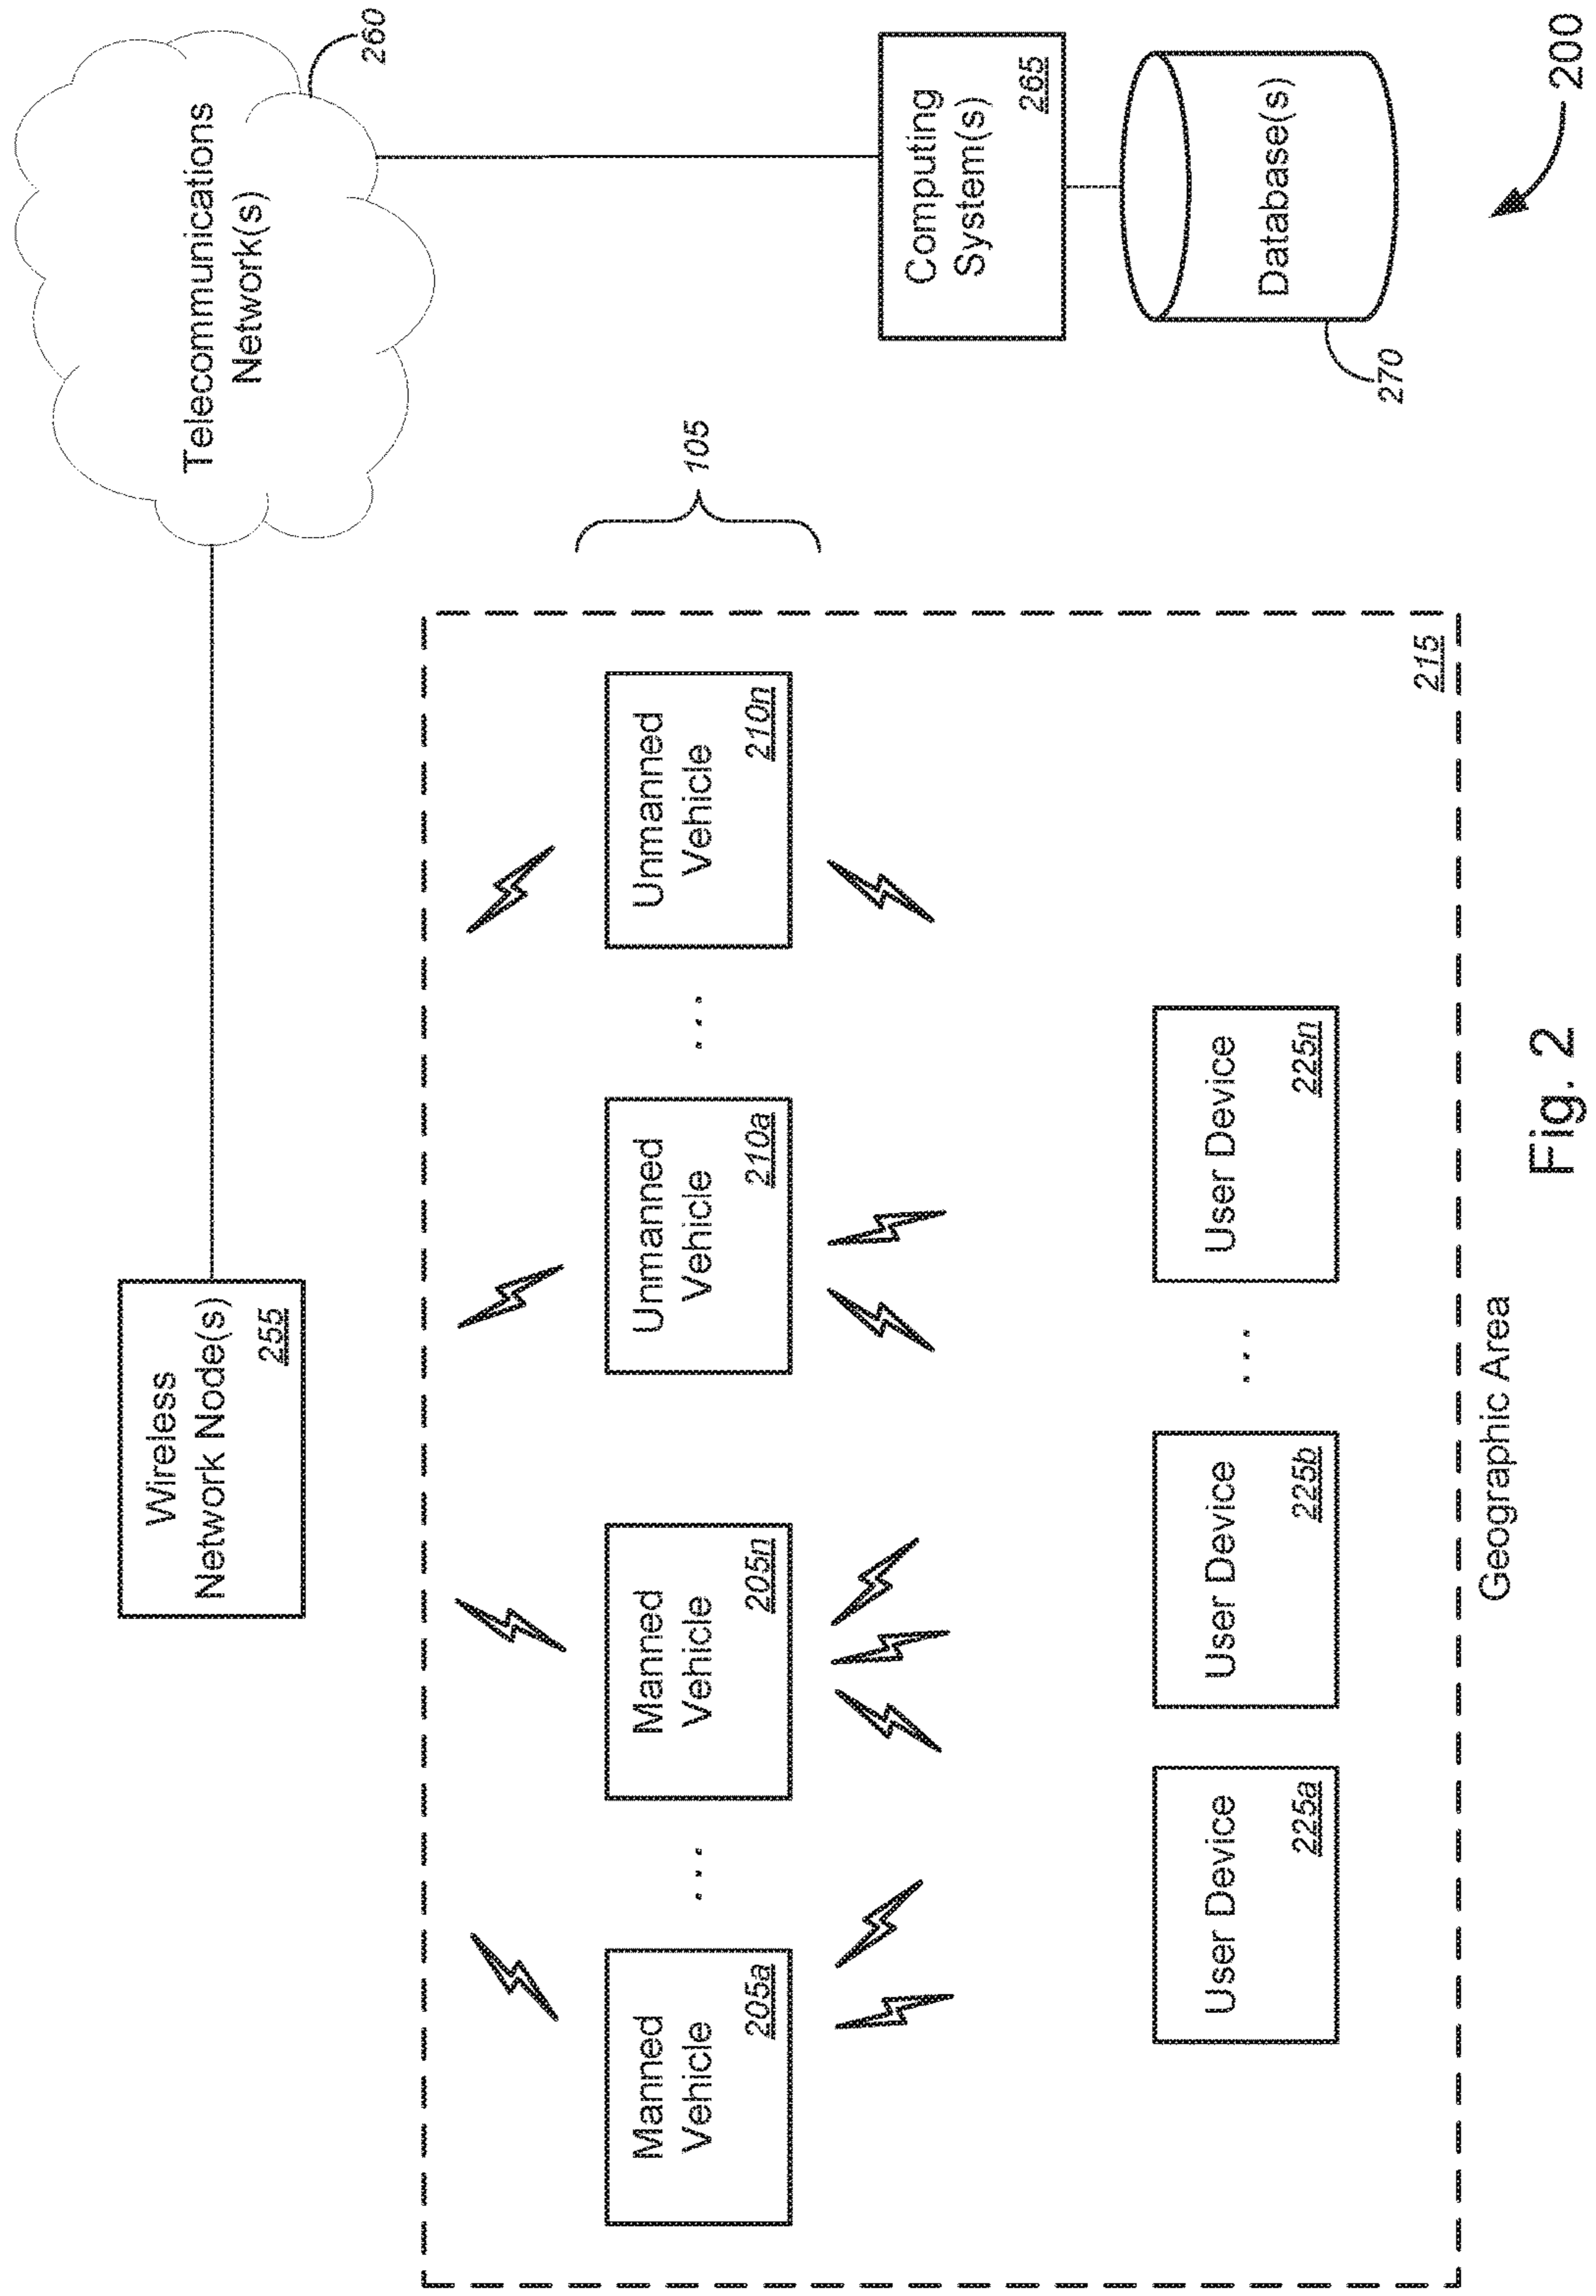 Wireless
Network Node(s)
255
Telecommunications
Network(s)
260
105
Manned
Vehicle
205a
...
Manned
Vehicle
205n
Unmanned
Vehicle
210a
...
Unmanned
Vehicle
210n
Computing
System(s)
265
Database(s)
270
User Device
225a
User Device
225b
...
User Device
225n
215
Geographic Area
200
Fig. 2